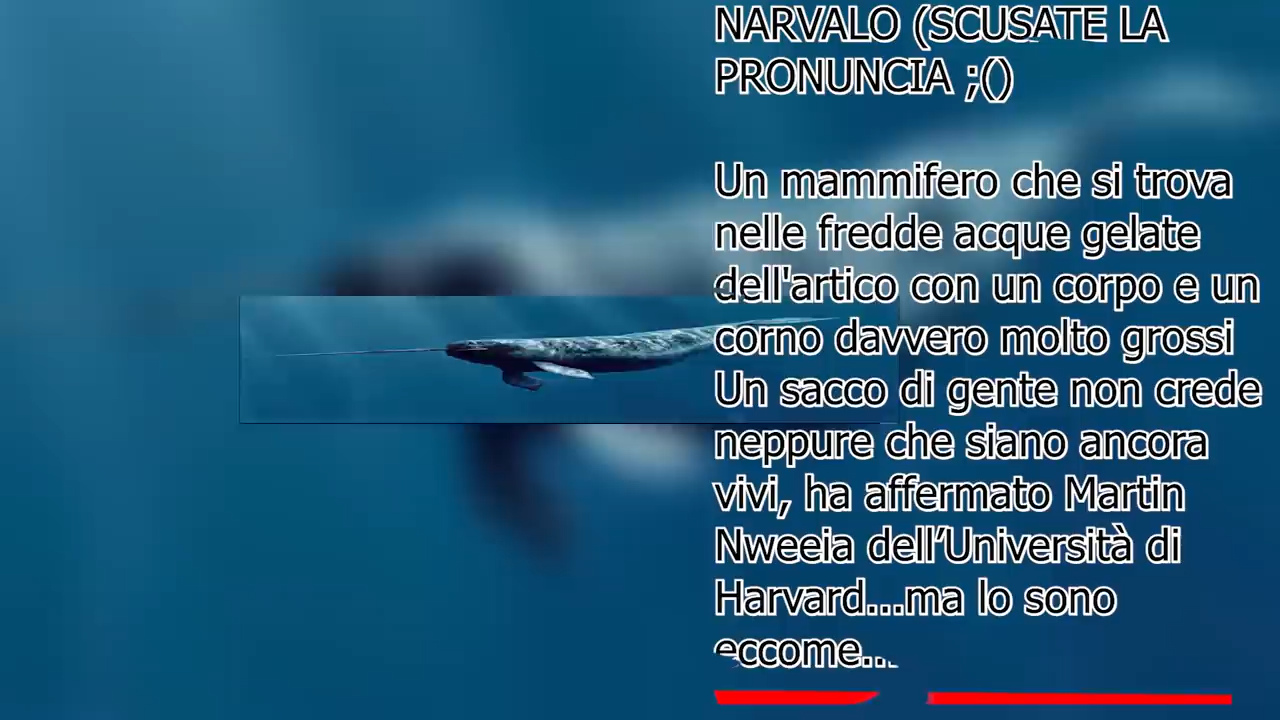 NARVALO (SCUSATE LA
PRONUNCIA ;()
Un mammifero che si trova
nelle fredde acque gelate
dell'artico con un corpo e un
corno davvero molto grossi
Un sacco di gente non crede
neppure che siano ancora
vivi, ha affermato Martin
Nweeia dell’Università di
Harvard...ma lo sono
eccome...